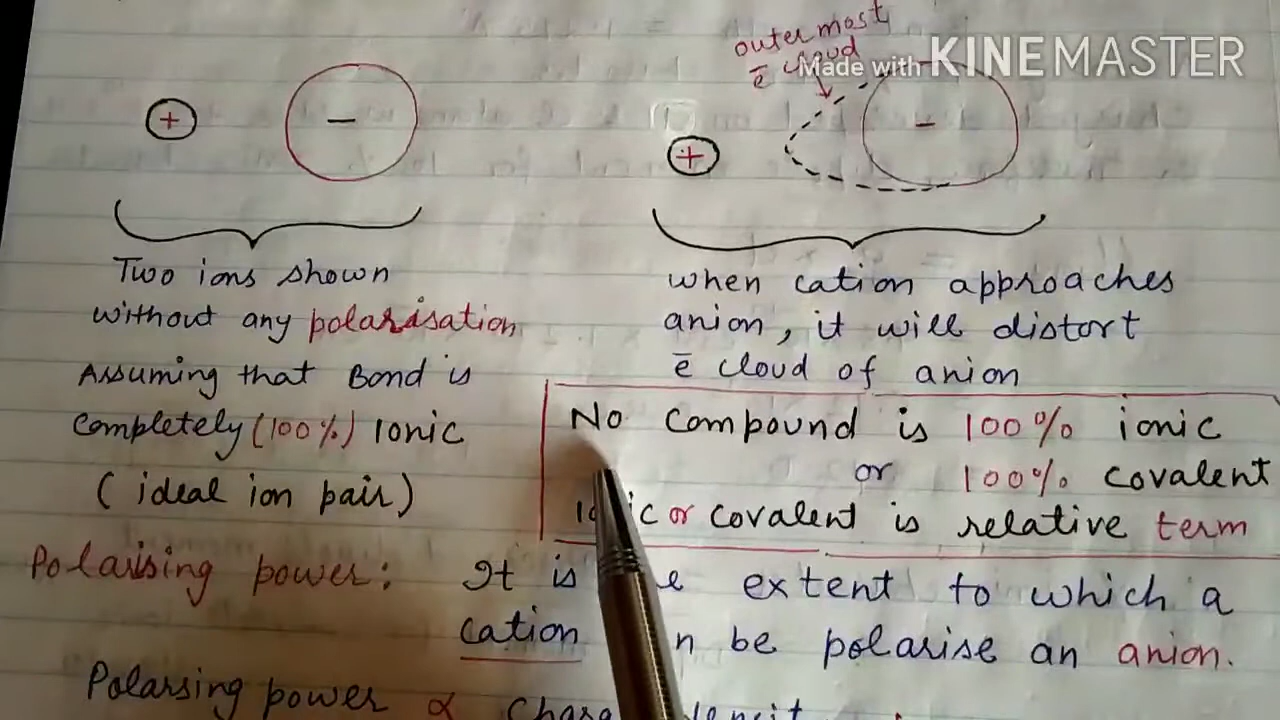 outer most
ē cloud
Made with KINEMASTER
+
−
+
-
Two ions shown
without any polarisation
Assuming that Bond is
completely (100%) Ionic
( ideal ion pair )
when cation approaches
anion, it will distort
ē cloud of anion
No compound is 100% ionic
or 100% covalent
or covalent is relative term
Polaising power: It is extent to which a
cation be polarise an anion.
Polarsing power ∝